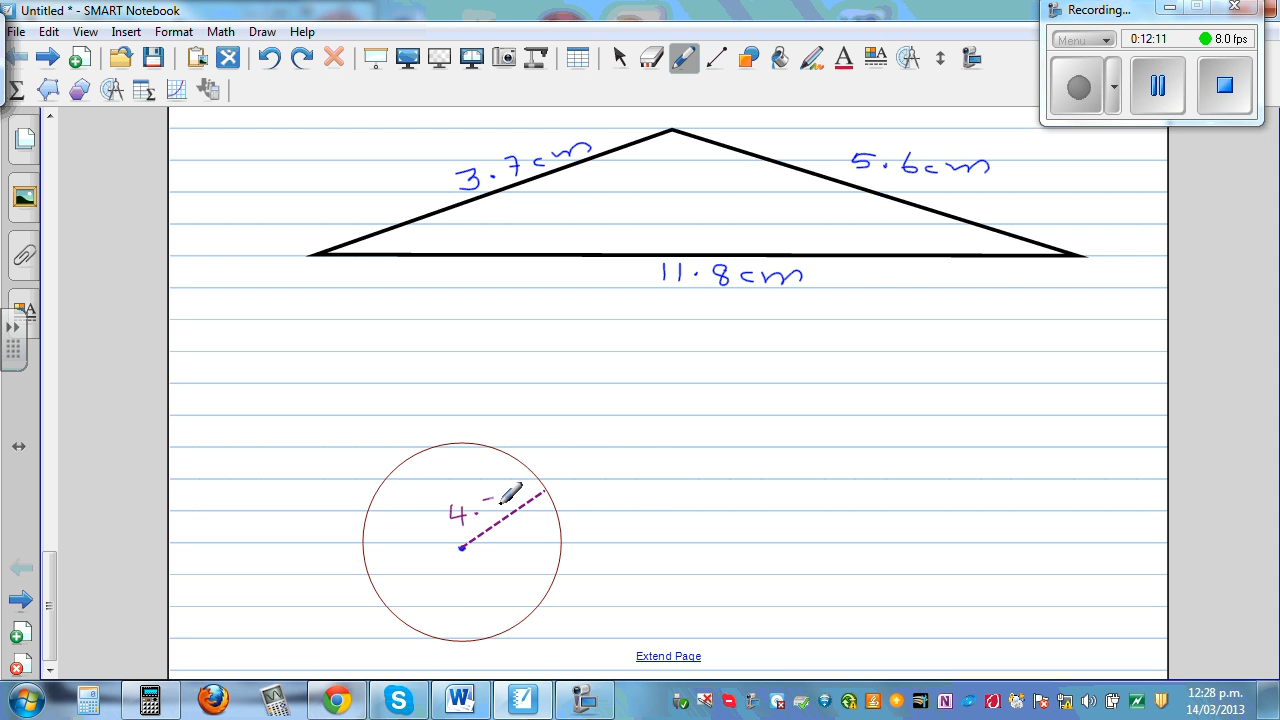 Untitled * - SMART Notebook
Recording...
File Edit View Insert Format Math Draw Help
Menu
0:12:11
8.0 fps
3.7cm
5.6cm
11.8cm
4.
Extend Page
12:28 p.m.
14/03/2013